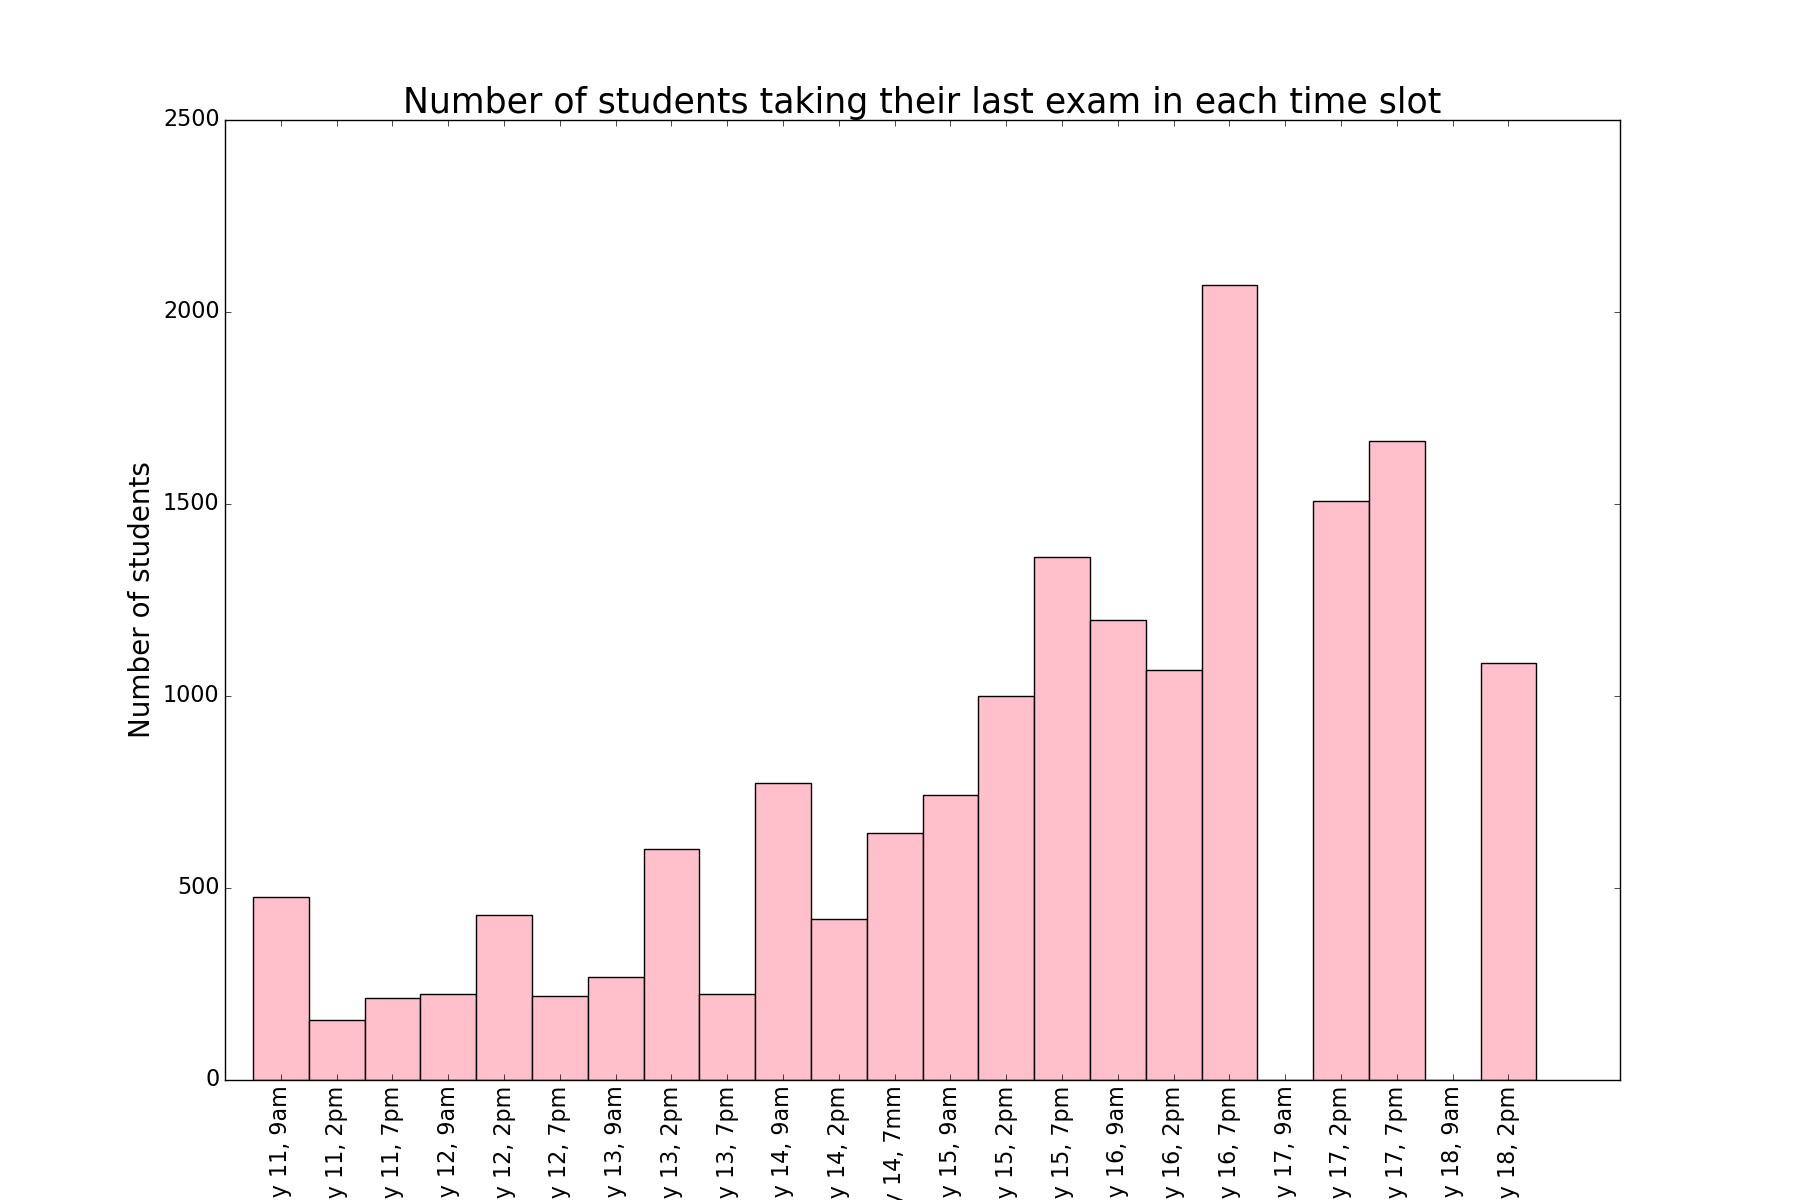 Number of students taking their last exam in each time slot
2500
2000
1500
1000
500
0
Number of students
y 11, 9am
y 11, 2pm
y 11, 7pm
y 12, 9am
y 12, 2pm
y 12, 7pm
y 13, 9am
y 13, 2pm
y 13, 7pm
y 14, 9am
y 14, 2pm
y 14, 7mm
y 15, 9am
y 15, 2pm
y 15, 7pm
y 16, 9am
y 16, 2pm
y 16, 7pm
y 17, 9am
y 17, 2pm
y 17, 7pm
y 18, 9am
y 18, 2pm